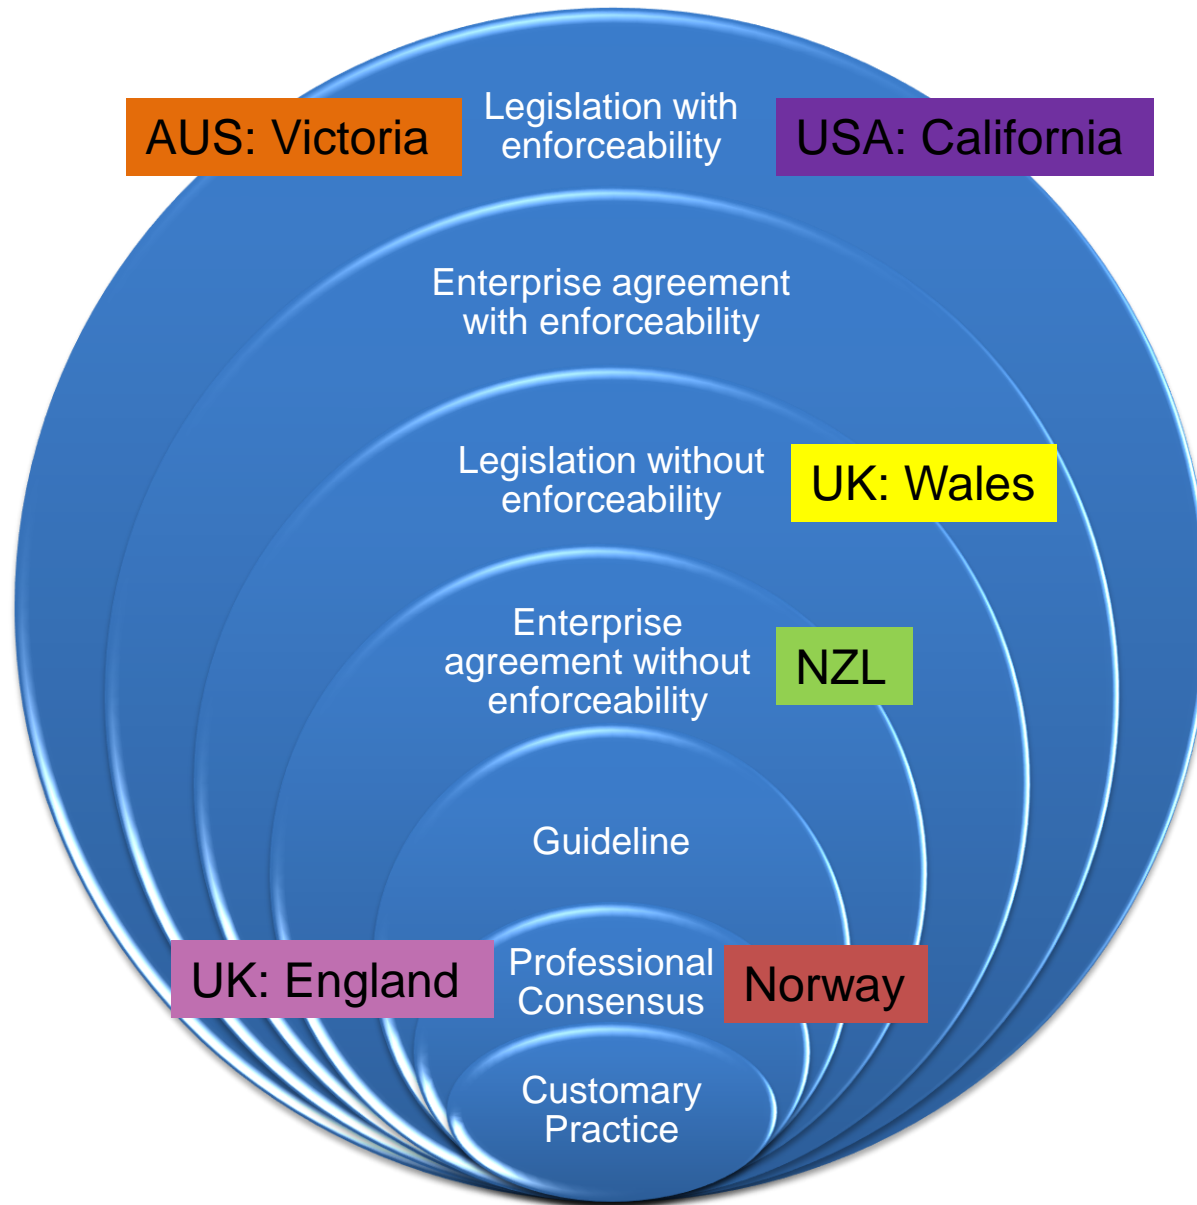 AUS: Victoria
Legislation with
enforceability
USA: California
Enterprise agreement
with enforceability
Legislation without
enforceability
UK: Wales
Enterprise
agreement without
enforceability
NZL
Guideline
UK: England
Professional
Consensus
Norway
Customary
Practice